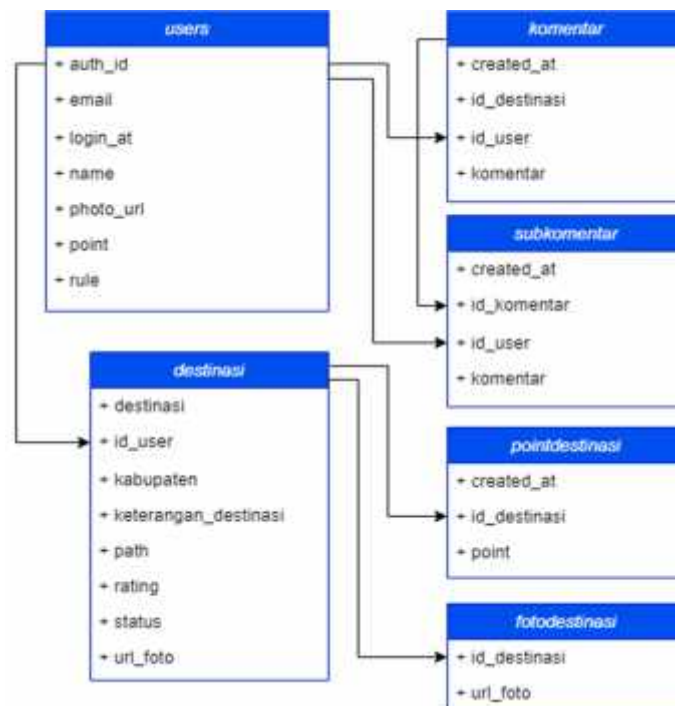 users
+ auth_id
+ email
+ login_at
+ name
+ photo_url
+ point
+ rule
komentar
+ created_at
+ id_destinasi
+ id_user
+ komentar
subkomentar
+ created_at
+ id_komentar
+ id_user
+ komentar
destinasi
+ destinasi
+ id_user
+ kabupaten
+ keterangan_destinasi
+ path
+ rating
+ status
+ url_foto
pointdestinasi
+ created_at
+ id_destinasi
+ point
fotodestinasi
+ id_destinasi
+ url_foto